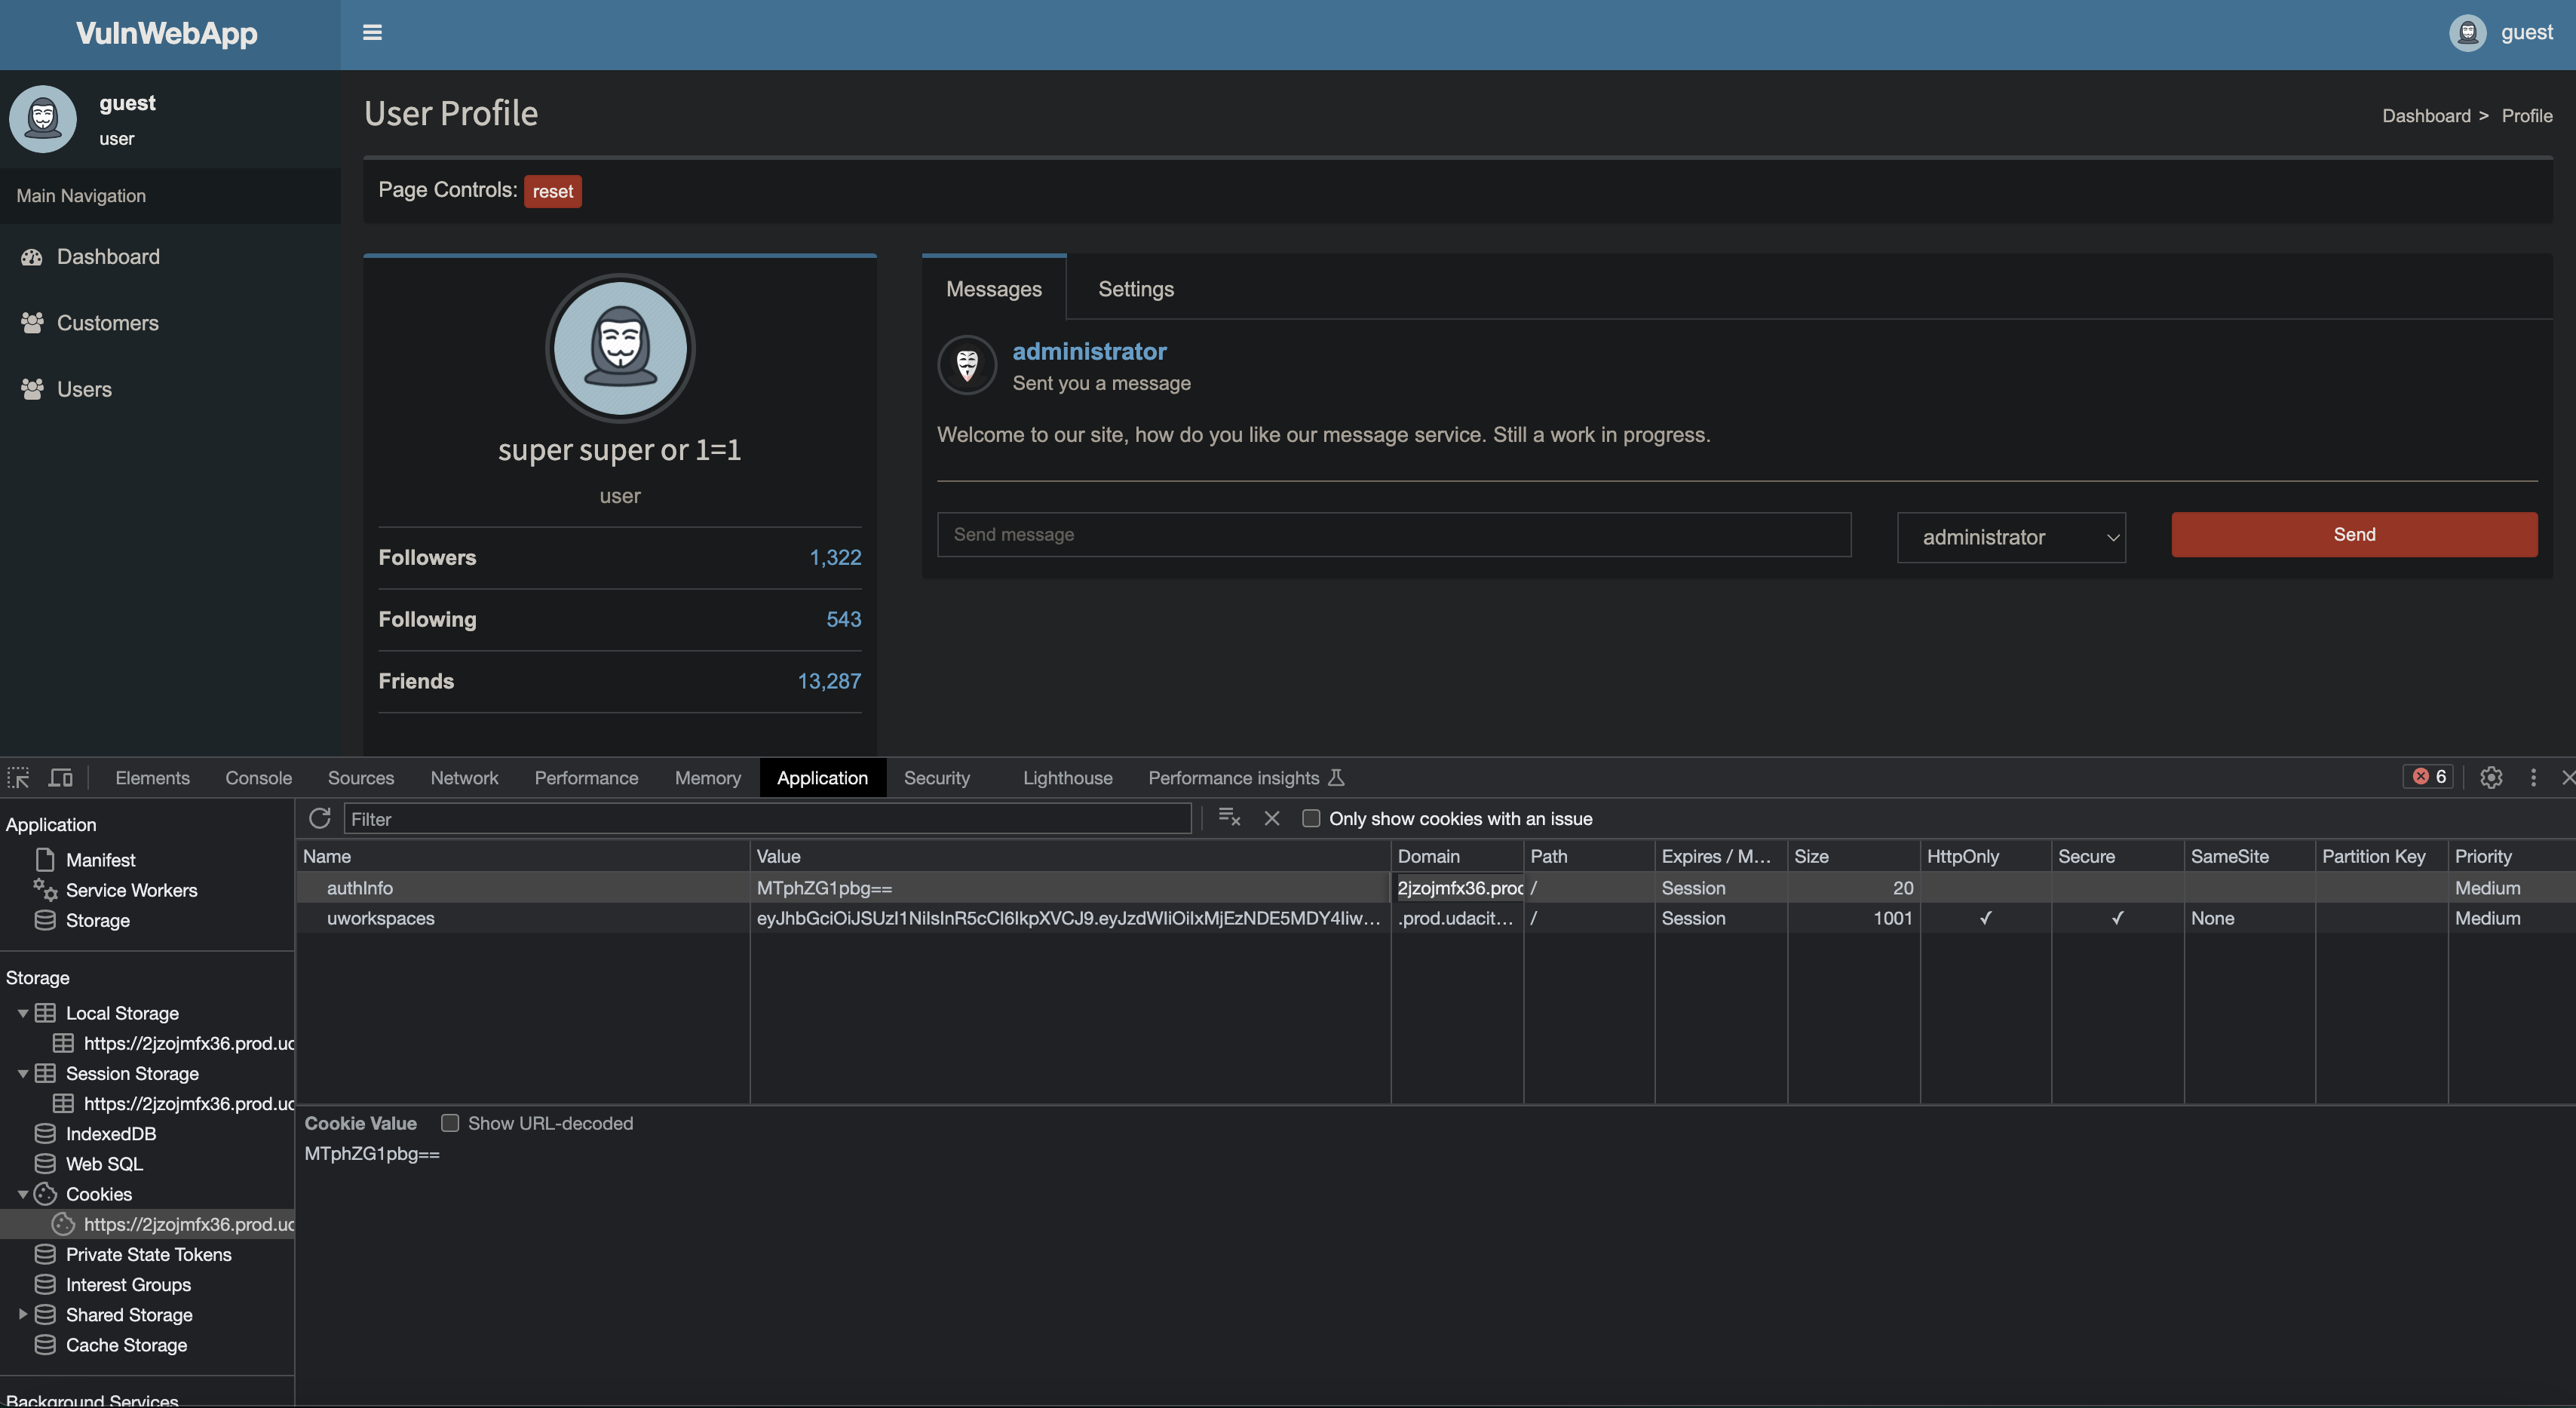 VulnWebApp
guest
guest
user
Main Navigation
Dashboard
Customers
Users
User Profile
Dashboard > Profile
Page Controls: reset
super super or 1=1
user
Followers 1,322
Following 543
Friends 13,287
Messages Settings
administrator
Sent you a message
Welcome to our site, how do you like our message service. Still a work in progress.
Send message administrator Send
Elements Console Sources Network Performance Memory Application Security Lighthouse Performance insights 6
Application
Manifest
Service Workers
Storage
Storage
Local Storage
https://2jzojmfx36.prod.uc
Session Storage
https://2jzojmfx36.prod.uc
IndexedDB
Web SQL
Cookies
https://2jzojmfx36.prod.uc
Private State Tokens
Interest Groups
Shared Storage
Cache Storage
Background Services
Filter Only show cookies with an issue
Name Value Domain Path Expires / M... Size HttpOnly Secure SameSite Partition Key Priority
authInfo MTphZG1pbg== 2jzojmfx36.prod / Session 20 Medium
uworkspaces eyJhbGciOiJSUzI1NiIsInR5cCI6IkpXVCJ9.eyJzdWIiOiIxMjEzNDE5MDY4Iiw... .prod.udacit... / Session 1001 ✓ ✓ None Medium
Cookie Value Show URL-decoded
MTphZG1pbg==